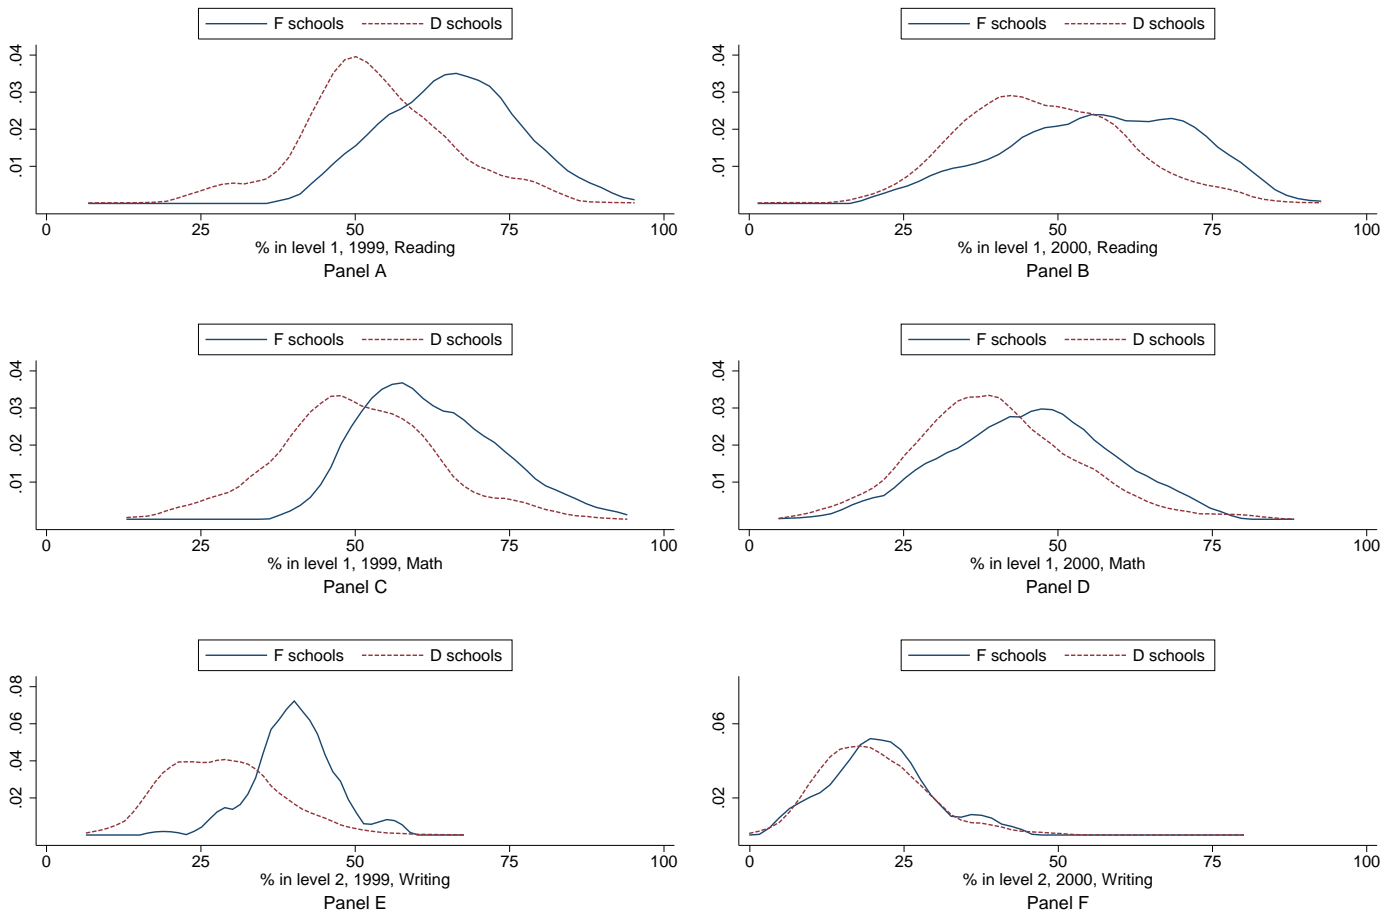 F schools D schools
.01 .02 .03 .04
0 25 50 75 100
% in level 1, 1999, Reading
Panel A
F schools D schools
.01 .02 .03 .04
0 25 50 75 100
% in level 1, 2000, Reading
Panel B
F schools D schools
.01 .02 .03 .04
0 25 50 75 100
% in level 1, 1999, Math
Panel C
F schools D schools
.01 .02 .03 .04
0 25 50 75 100
% in level 1, 2000, Math
Panel D
F schools D schools
.02 .04 .06 .08
0 25 50 75 100
% in level 2, 1999, Writing
Panel E
F schools D schools
.02 .06
0 25 50 75 100
% in level 2, 2000, Writing
Panel F